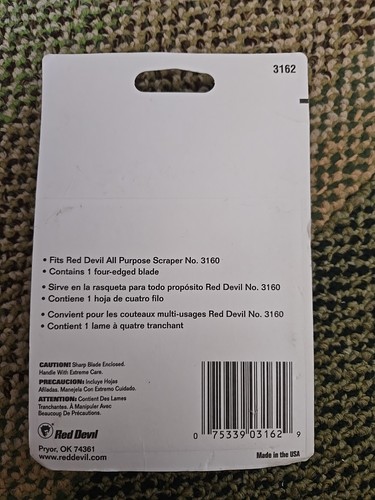 3162
• Fits Red Devil All Purpose Scraper No. 3160
• Contains 1 four-edged blade
• Sirve en la rasqueta para todo propósito Red Devil No. 3160
• Contiene 1 hoja de cuatro filo
• Convient pour les couteaux multi-usages Red Devil No. 3160
• Contient 1 lame à quatre tranchant
CAUTION! Sharp Blade Enclosed.
Handle With Extreme Care.
PRECAUCION: Incluye Hojas
Afiladas, Manejela Con Extremo Cuidado.
ATTENTION: Contient Des Lames
Tranchantes. À Manipuler Avec
Beaucoup De Précautions.
Red Devil
Pryor, OK 74361
www.reddevil.com
0 75339 03162 9
Made in the USA